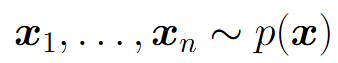 𝒙₁, . . . , 𝒙ₙ ∼ p(𝒙)